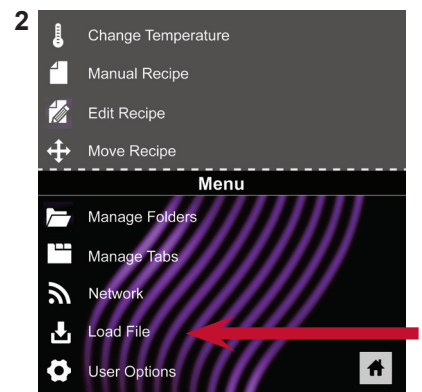 2
Change Temperature
Manual Recipe
Edit Recipe
Move Recipe
Menu
Manage Folders
Manage Tabs
Network
Load File
User Options